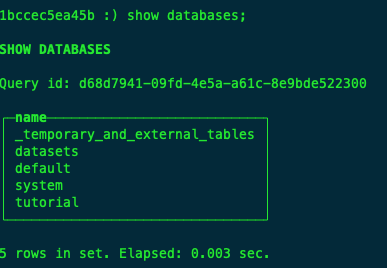 1bccec5ea45b :) show databases;
SHOW DATABASES
Query id: d68d7941-09fd-4e5a-a61c-8e9bde522300
name
_temporary_and_external_tables
datasets
default
system
tutorial
5 rows in set. Elapsed: 0.003 sec.